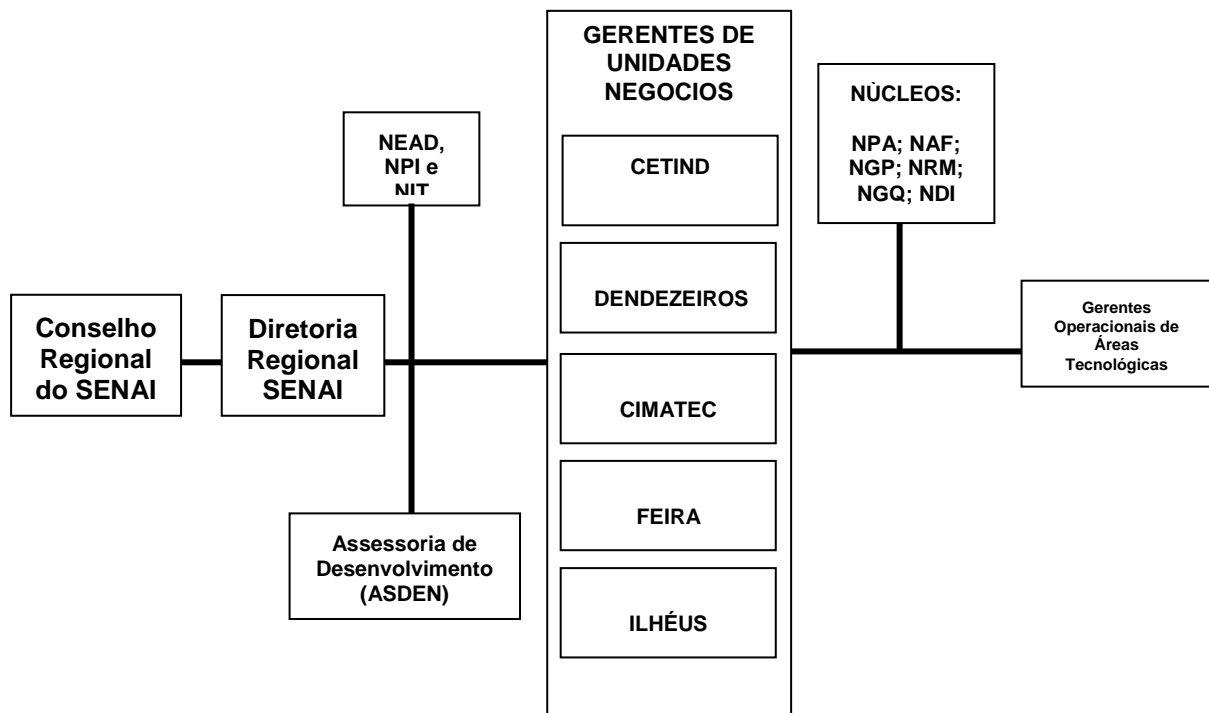 Conselho
Regional
do SENAI
Diretoria
Regional
SENAI
NEAD,
NPI e
NIT
Assessoria de
Desenvolvimento
(ASDEN)
GERENTES DE
UNIDADES
NEGOCIOS
CETIND
DENDEZEIROS
CIMATEC
FEIRA
ILHÉUS
NÙCLEOS:
NPA; NAF;
NGP; NRM;
NGQ; NDI
Gerentes
Operacionais de
Áreas
Tecnológicas